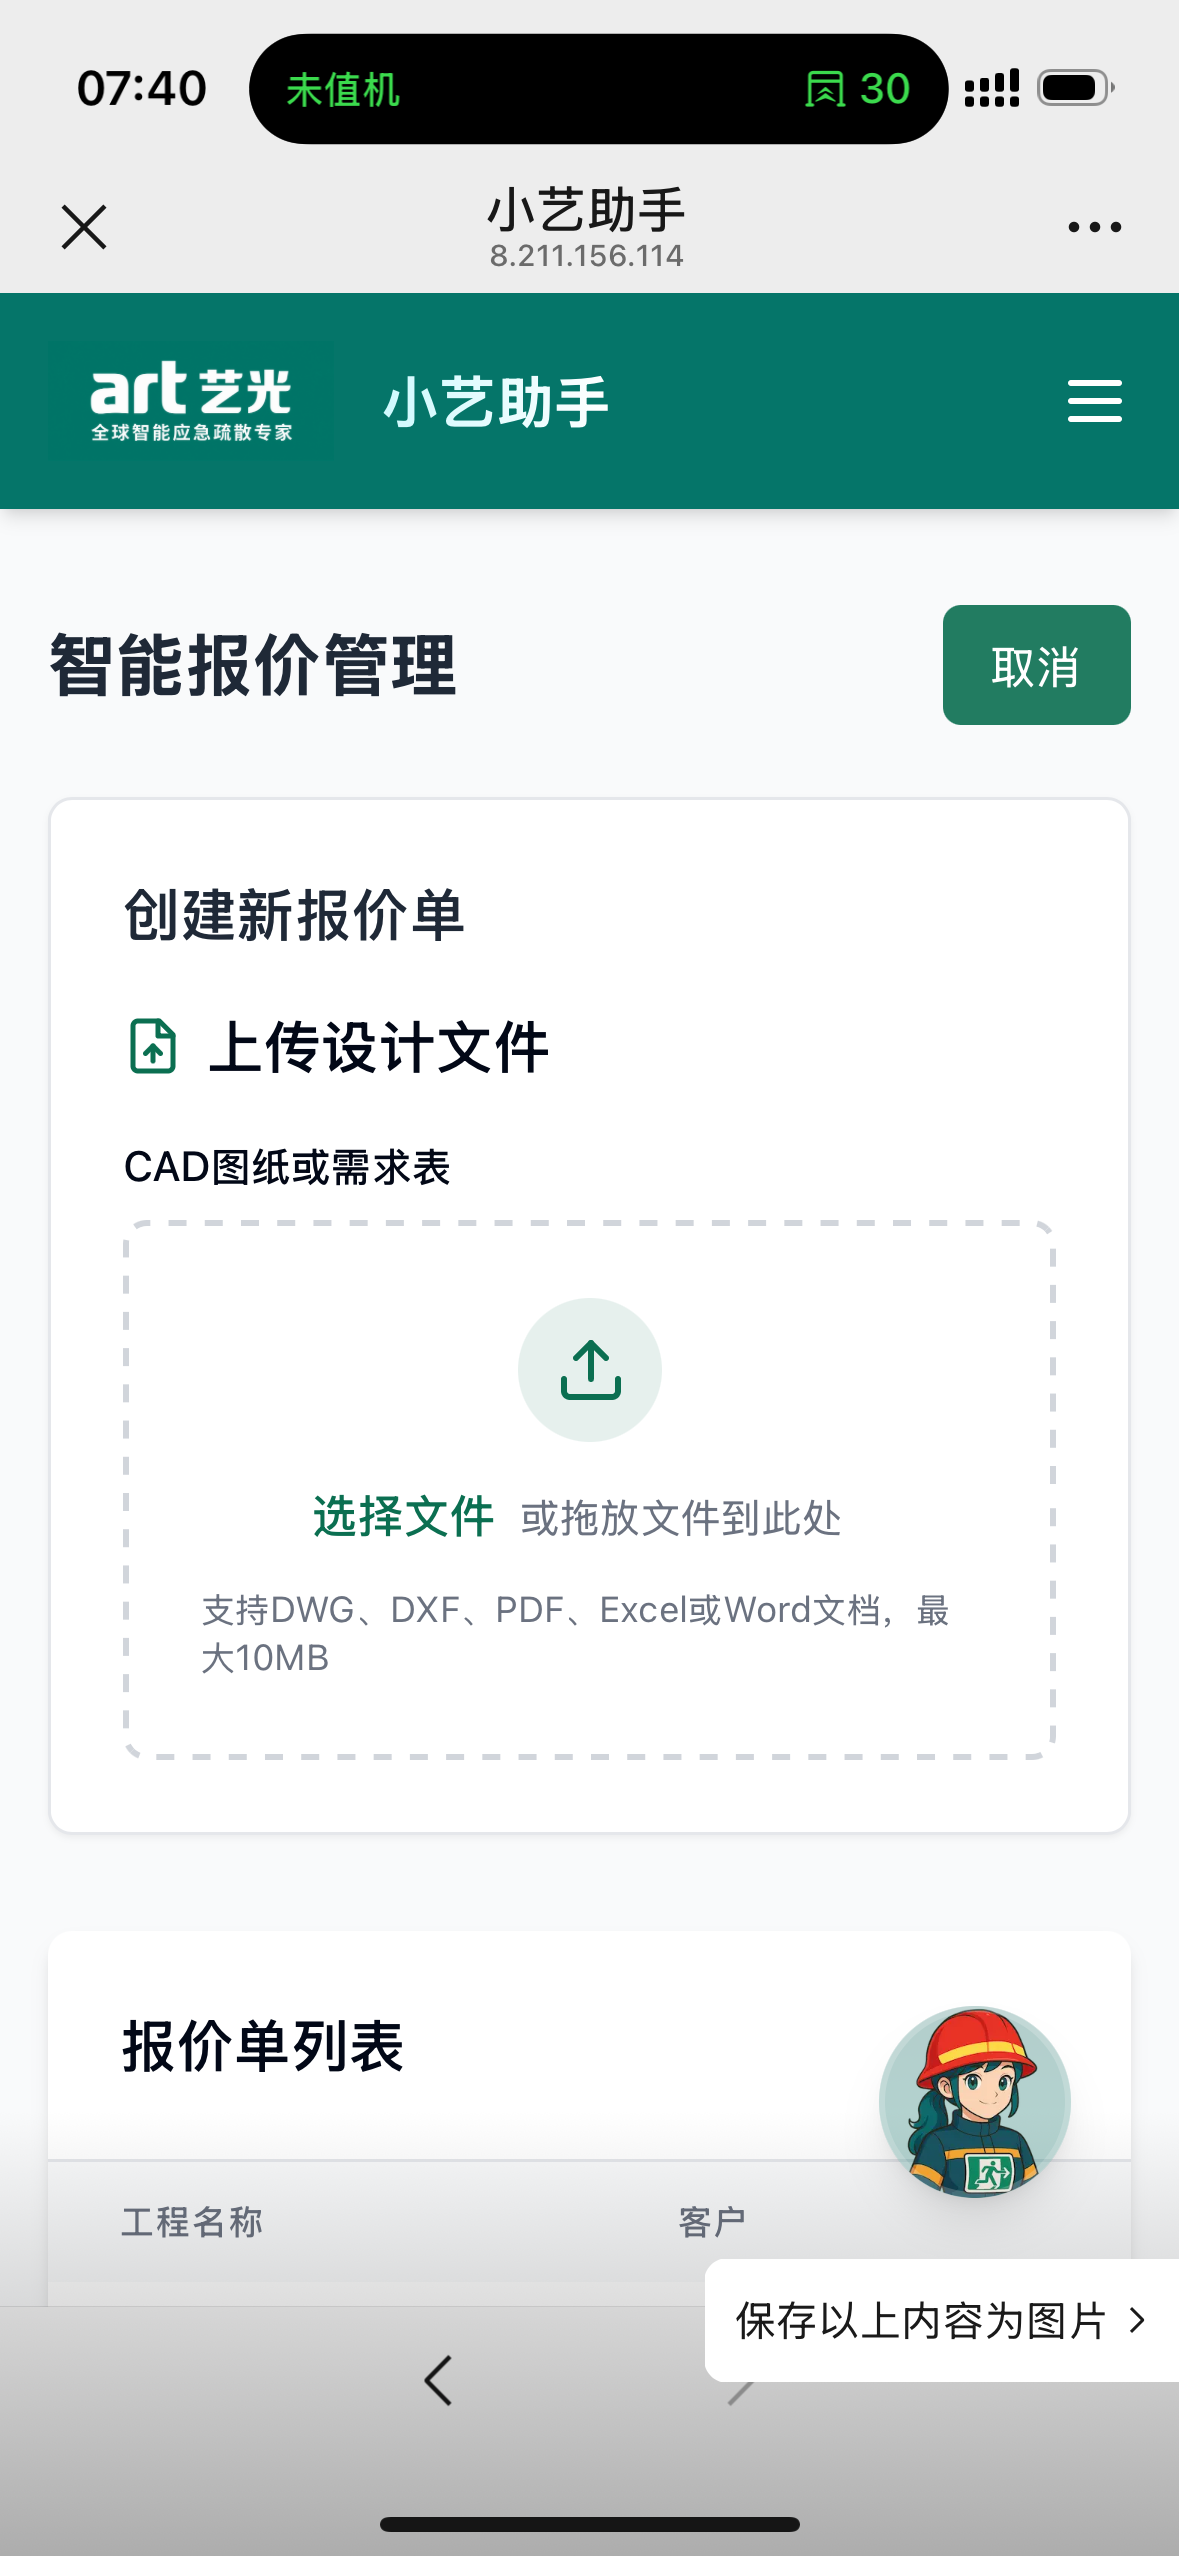 07:40
未值机
30
小艺助手
8.211.156.114
art 艺光
全球智能应急疏散专家
小艺助手
智能报价管理
取消
创建新报价单
上传设计文件
CAD图纸或需求表
选择文件 或拖放文件到此处
支持DWG、DXF、PDF、Excel或Word文档，最
大10MB
报价单列表
工程名称
客户
保存以上内容为图片